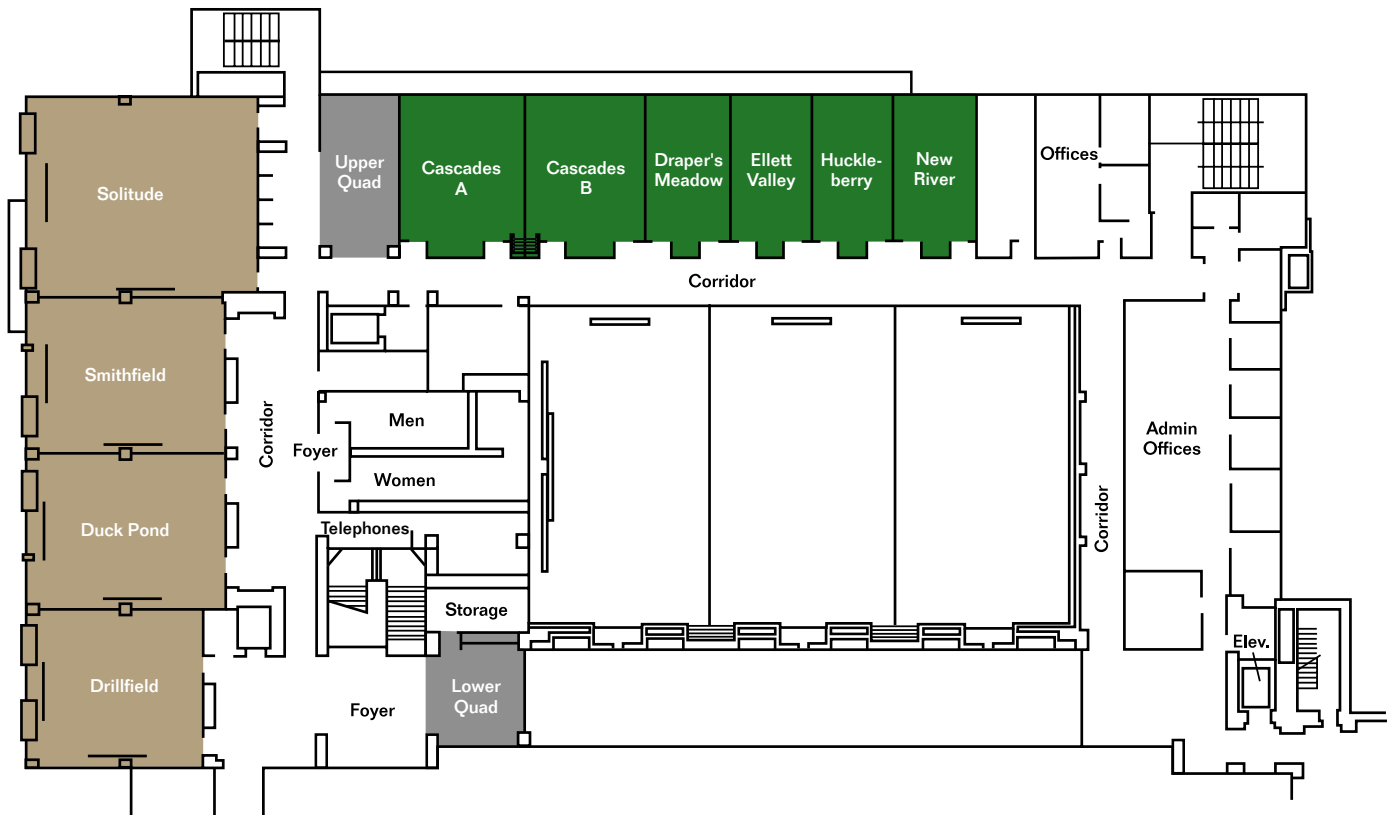 Solitude
Upper
Quad
Cascades
A
Cascades
B
Draper's
Meadow
Ellett
Valley
Huckle-
berry
New
River
Offices
Corridor
Smithfield
Corridor
Foyer
Men
Women
Telephones
Admin
Offices
Corridor
Duck Pond
Storage
Drillfield
Foyer
Lower
Quad
Elev.